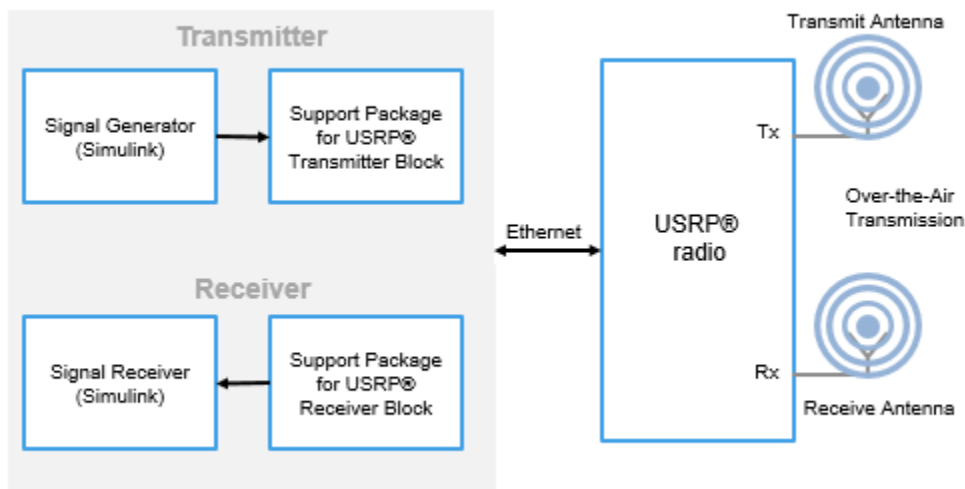 Transmitter
Signal Generator
(Simulink)
Support Package
for USRP®
Transmitter Block
Receiver
Signal Receiver
(Simulink)
Support Package
for USRP®
Receiver Block
Ethernet
USRP®
radio
Tx
Rx
Transmit Antenna
Over-the-Air
Transmission
Receive Antenna